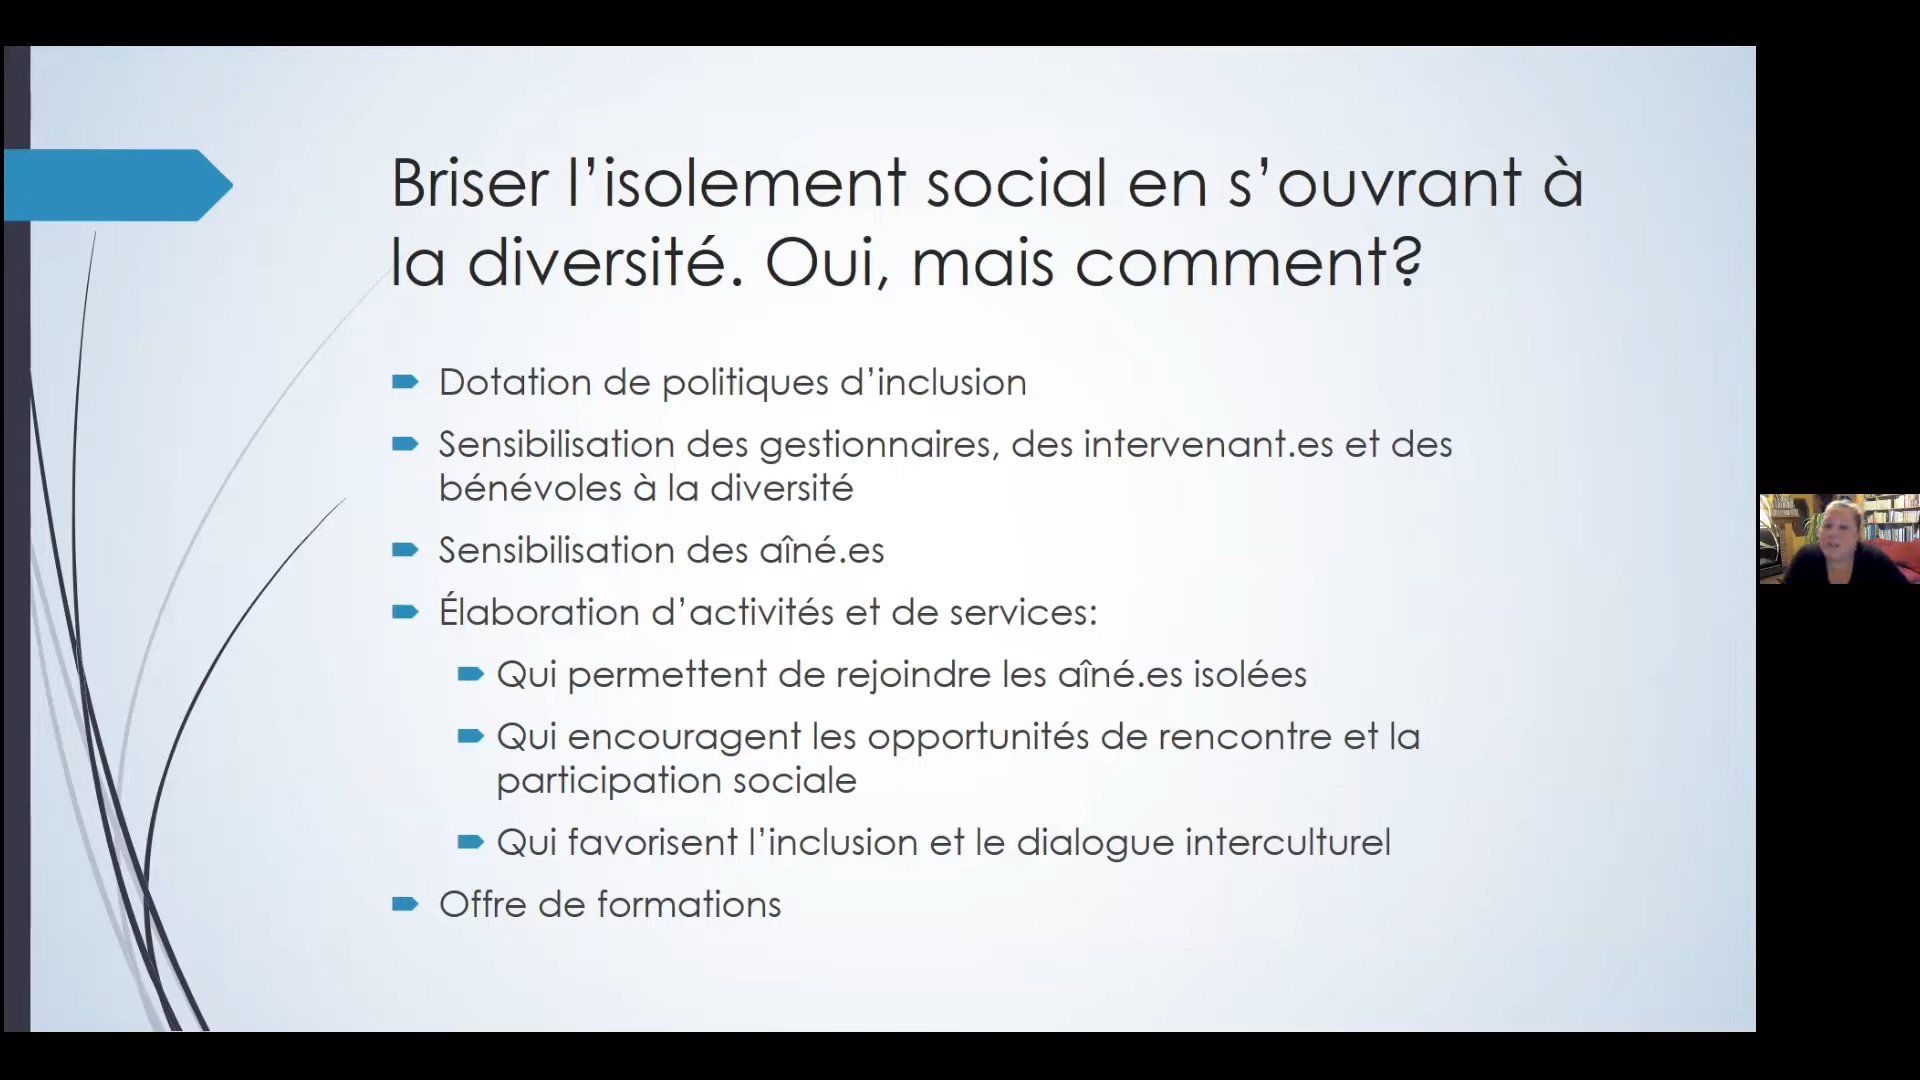 Briser l’isolement social en s’ouvrant à
la diversité. Oui, mais comment?
Dotation de politiques d’inclusion
Sensibilisation des gestionnaires, des intervenant.es et des
bénévoles à la diversité
Sensibilisation des aîné.es
Élaboration d’activités et de services:
Qui permettent de rejoindre les aîné.es isolées
Qui encouragent les opportunités de rencontre et la
participation sociale
Qui favorisent l’inclusion et le dialogue interculturel
Offre de formations